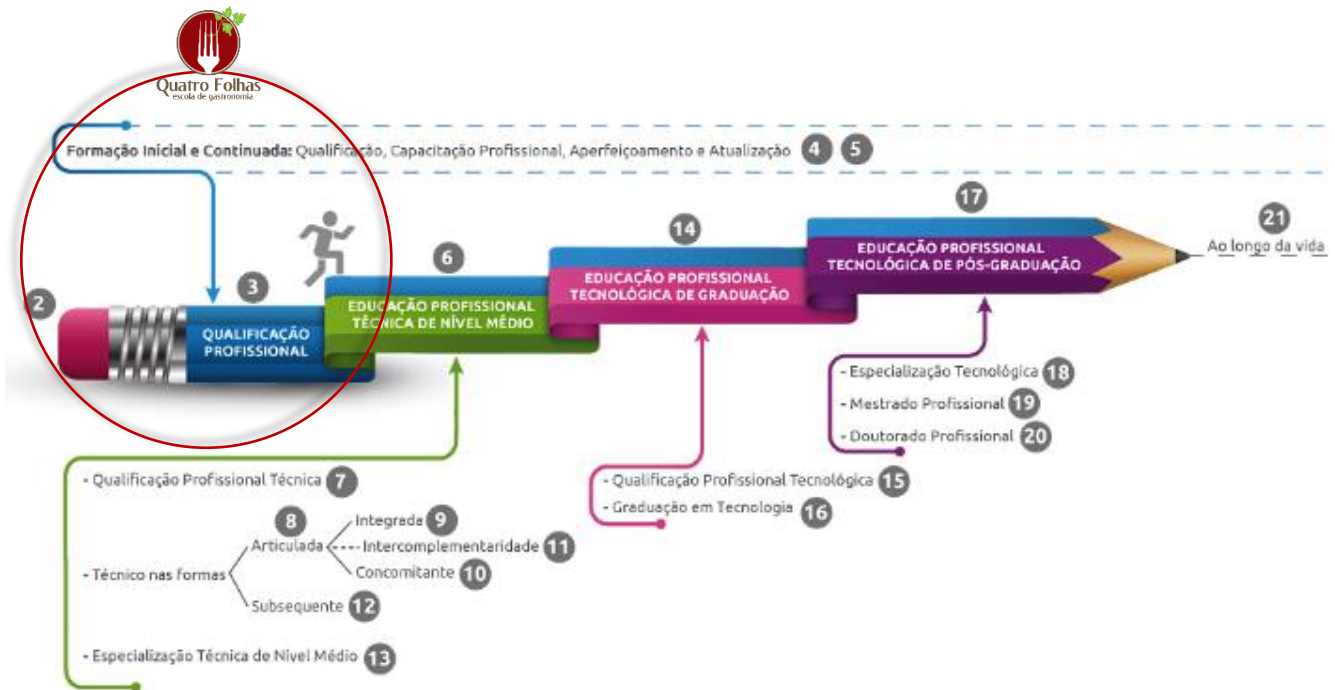 Quatro Folhas
escola de gastronomia
Formação Inicial e Continuada: Qualificação, Capacitação Profissional, Aperfeiçoamento e Atualização 4 5
17
21
Ao longo da vida
14
EDUCAÇÃO PROFISSIONAL
TECNOLÓGICA DE PÓS-GRADUAÇÃO
6
EDUCAÇÃO PROFISSIONAL
TECNOLÓGICA DE GRADUAÇÃO
2
3
EDUCAÇÃO PROFISSIONAL
TÉCNICA DE NÍVEL MÉDIO
QUALIFICAÇÃO
PROFISSIONAL
- Especialização Tecnológica 18
- Mestrado Profissional 19
- Doutorado Profissional 20
- Qualificação Profissional Técnica 7
- Qualificação Profissional Tecnológica 15
- Graduação em Tecnologia 16
8
Integrada 9
Articulada
Intercomplementaridade 11
- Técnico nas formas
Concomitante 10
Subsequente 12
- Especialização Técnica de Nível Médio 13